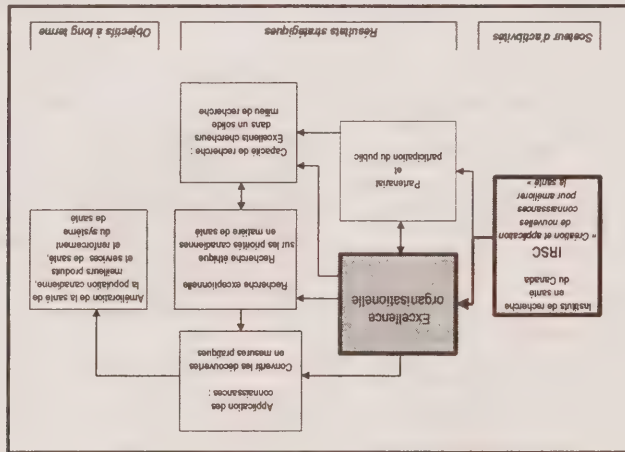 Application des
connaissances :
Convertir les découvertes
en mesures pratiques
Instituts de recherche
en santé
du Canada
IRSC
« Création et application
de nouvelles
connaissances
pour améliorer
la santé »
Excellence
organisationelle
Recherche exceptionnelle
Recherche éthique
sur les priorités canadiennes
en matière de santé
Amélioration de la santé de
la population canadienne,
meilleurs produits
et services de santé,
et renforcement
du système
de santé
Partenariat
et
participation du public
Capacité de recherche :
Excellents chercheurs
dans un solide
milieu de recherche
Sceteur d'activités
Résultats stratégiques
Objectifs à long terme